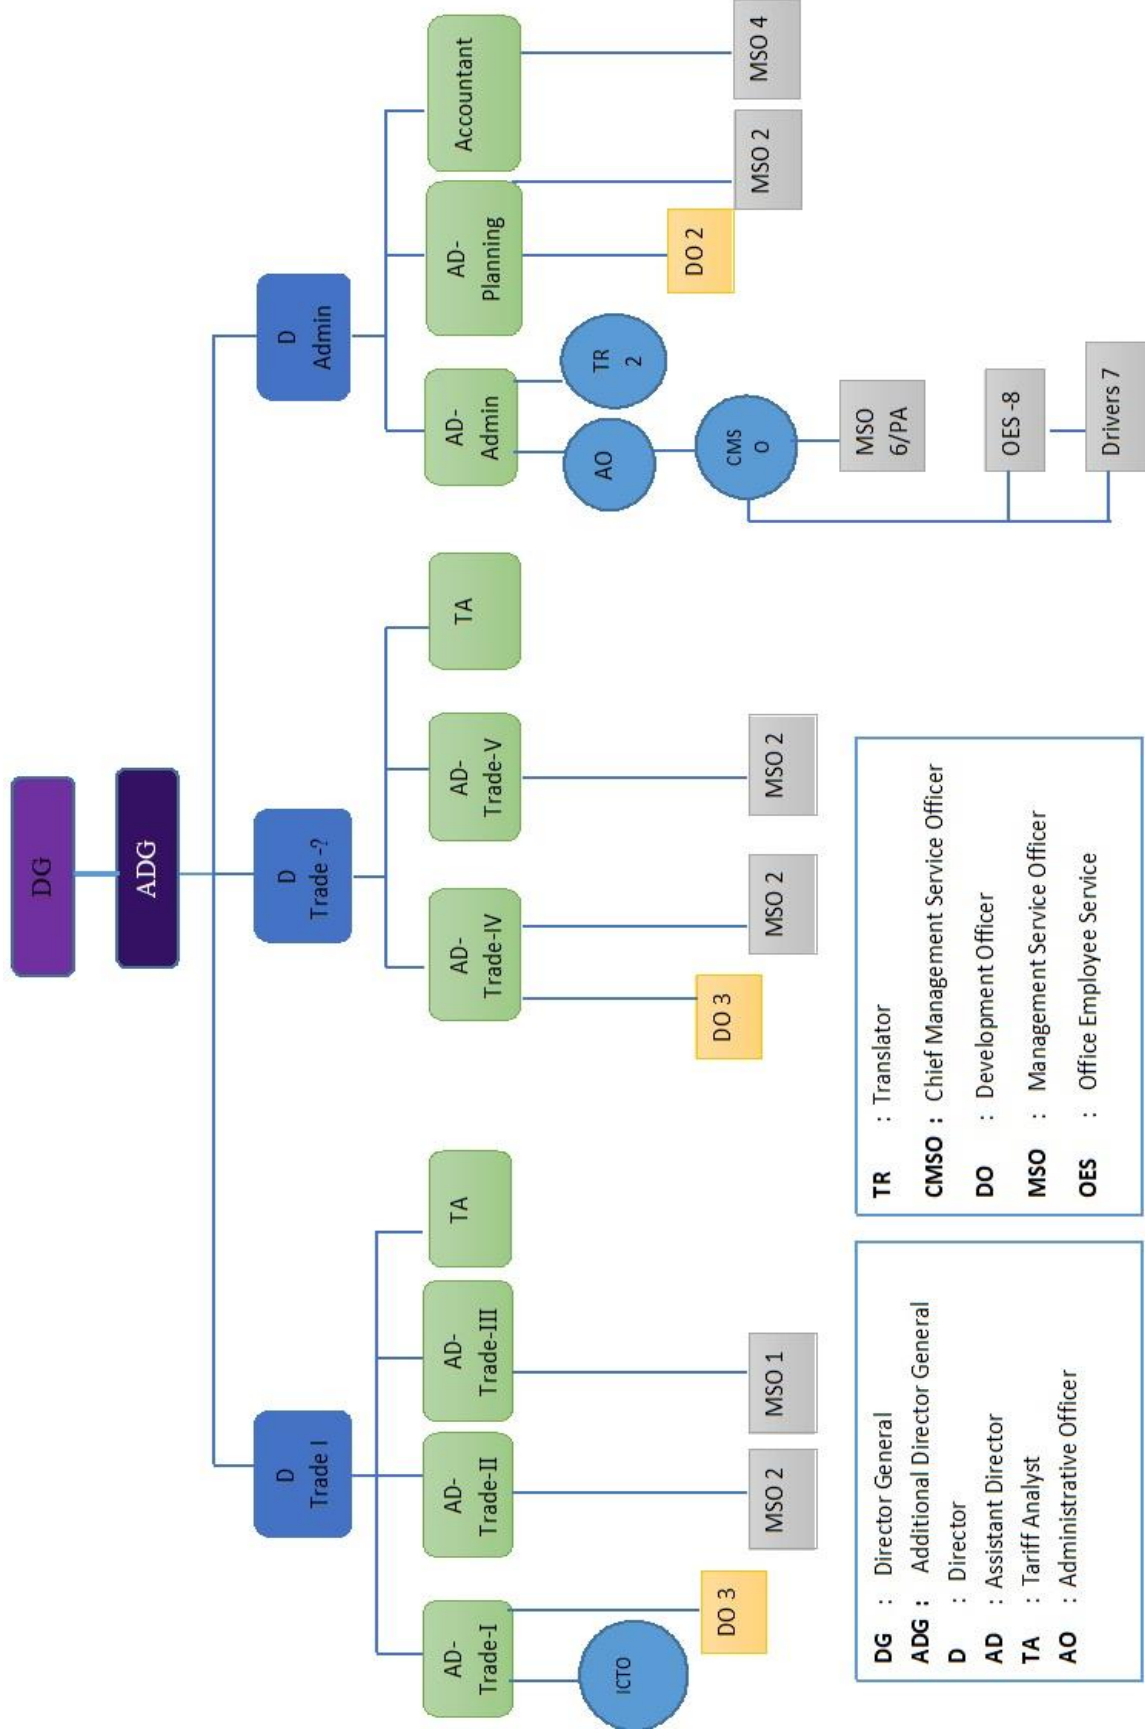 DG
ADG
D
Trade I
D
Trade -?
D
Admin
AD-
Trade-I
AD-
Trade-II
AD-
Trade-III
TA
AD-
Trade-IV
AD-
Trade-V
TA
AD-
Admin
AD-
Planning
Accountant
ICTO
DO 3
MSO 2
MSO 1
DO 3
MSO 2
MSO 2
AO
TR
2
DO 2
MSO 2
MSO 4
CMS
O
MSO
6/PA
OES -8
Drivers 7
DG : Director General
ADG : Additional Director General
D : Director
AD : Assistant Director
TA : Tariff Analyst
AO : Administrative Officer
TR : Translator
CMSO : Chief Management Service Officer
DO : Development Officer
MSO : Management Service Officer
OES : Office Employee Service